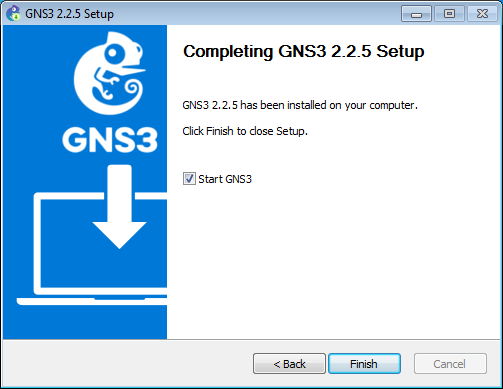 GNS3 2.2.5 Setup
Completing GNS3 2.2.5 Setup
GNS3
GNS3 2.2.5 has been installed on your computer.
Click Finish to close Setup.
Start GNS3
< Back
Finish
Cancel